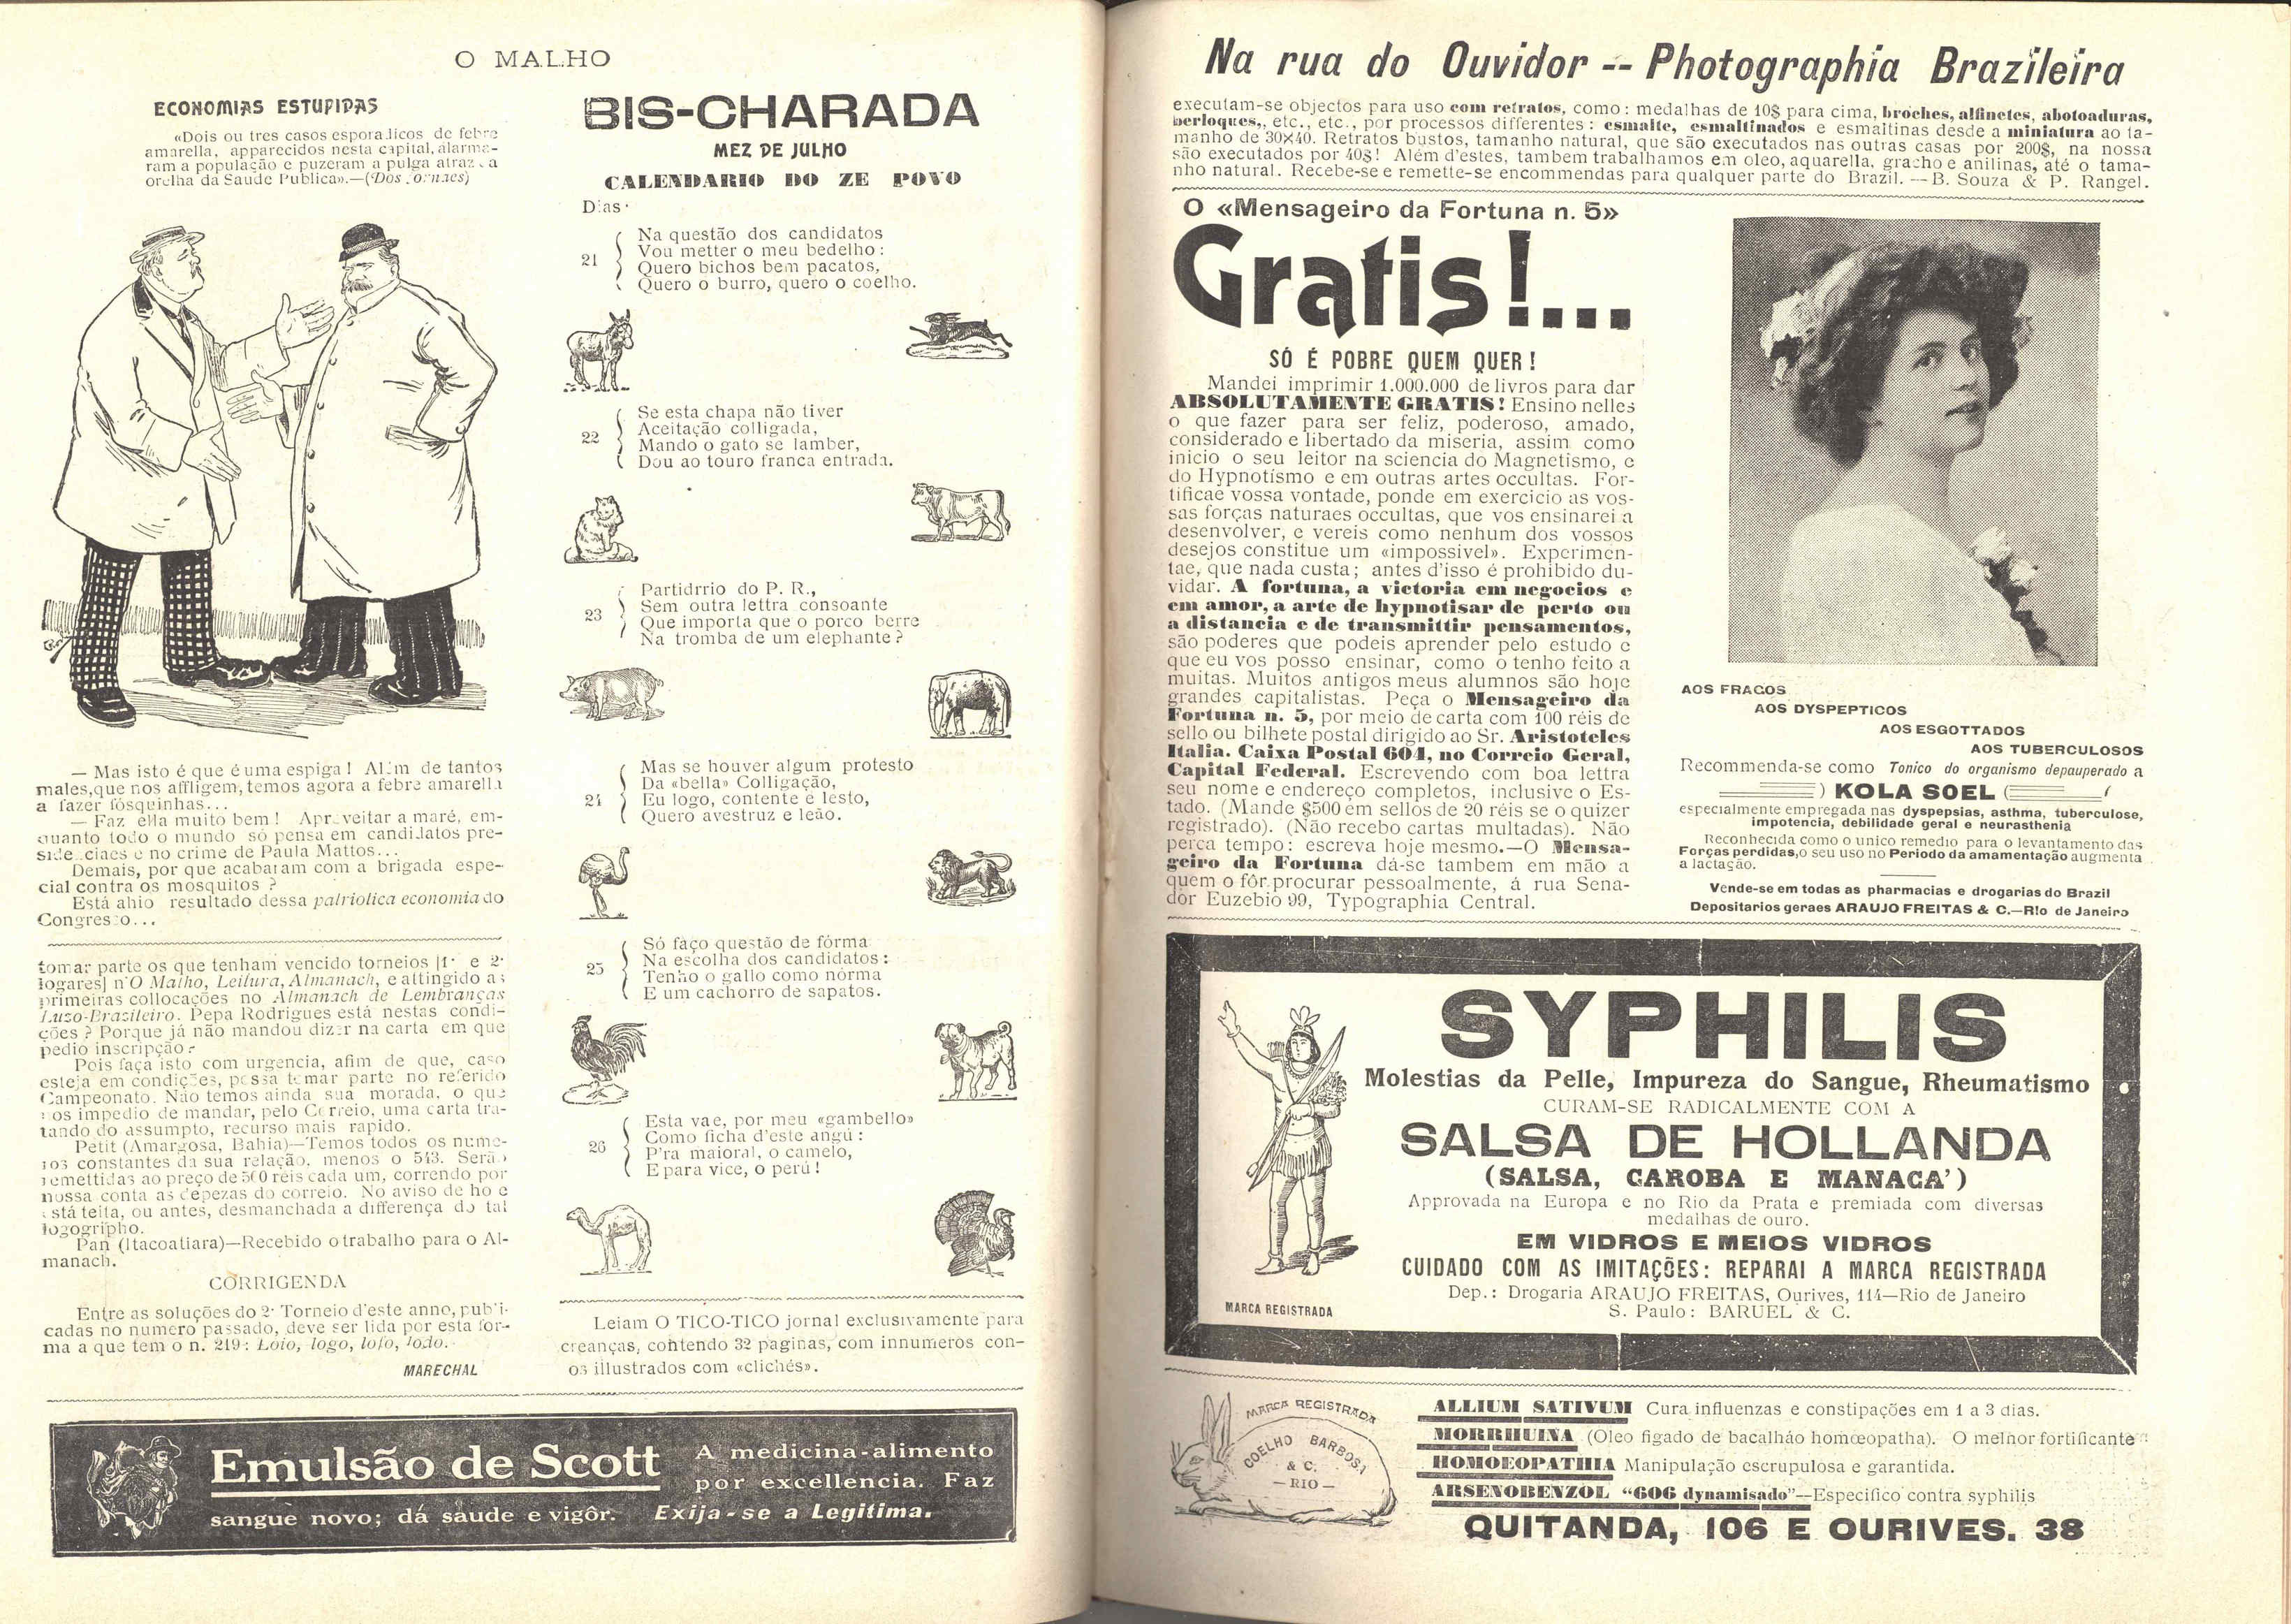 O MALHO
ECONOMIAS ESTUPIDAS
«Dois ou tres casos esporadicos de febre
amarella, apparecidos nesta capital, alarma-
ram a população e puzeram a pulga atraz da
orelha da Saude Publica».—(Dos Jornaes)
— Mas isto é que é uma espiga! Além de tantos
males, que nos affligem, temos agora a febre amarella
a fazer fosquinhas...
— Faz ella muito bem! Aproveitar a maré, em-
quanto todo o mundo só pensa em candidatos pre-
sidenciaes e no crime de Paula Mattos...
Demais, por que acabaram com a brigada espe-
cial contra os mosquitos?
Está ahi o resultado dessa patriotica economia do
Congresso...
tomar parte os que tenham vencido torneios [1º e 2º
logares] n'O Malho, Leitura, Almanach, e attingido as
primeiras collocações no Almanach de Lembranças
Luzo-Brazileiro. Pepa Rodrigues está nestas condi-
ções? Porque já não mandou dizer na carta em que
pedio inscripção?
Pois faça isto com urgencia, afim de que, caso
esteja em condições, possa tomar parte no referido
Campeonato. Não temos ainda sua morada, o que
nos impedio de mandar, pelo Correio, uma carta tra-
tando do assumpto, recurso mais rapido.
Petit (Amargosa, Bahia)—Temos todos os nume-
ros constantes da sua relação, menos o 543. Serão
remettidas ao preço de 500 réis cada um, correndo por
nossa conta as depezas do correio. No aviso de hoje
está feita, ou antes, desmanchada a differença do tal
logogripho.
Pan (Itacoatiara)—Recebido o trabalho para o Al-
manach.
CORRIGENDA
Entre as soluções do 2º Torneio d'este anno, publi-
cadas no numero passado, deve ser lida por esta for-
ma a que tem o n. 219: Loio, logo, lofo, lodo.
MARECHAL
BIS-CHARADA
MEZ DE JULHO
CALENDARIO DO ZE POVO
Dias
21
Na questão dos candidatos
Vou metter o meu bedelho:
Quero bichos bem pacatos,
Quero o burro, quero o coelho.
22
Se esta chapa não tiver
Aceitação colligada,
Mando o gato se lamber,
Dou ao touro franca entrada.
23
Partidrrio do P. R.,
Sem outra lettra consoante
Que importa que o porco berre
Na tromba de um elephante?
24
Mas se houver algum protesto
Da «bella» Colligação,
Eu logo, contente e lesto,
Quero avestruz e leão.
25
Só faço questão de fórma
Na escolha dos candidatos:
Tenho o gallo como nórma
E um cachorro de sapatos.
26
Esta vae, por meu «gambello»
Como ficha d'este angú:
P'ra maioral, o camelo,
E para vice, o perú!
Leiam O TICO-TICO jornal exclusivamente para
creanças, contendo 32 paginas, com innumeros con-
os illustrados com «clichés».
Emulsão de Scott
A medicina-alimento
por excellencia. Faz
sangue novo; dá saude e vigôr. Exija-se a Legitima.
Na rua do Ouvidor -- Photographia Brazileira
executam-se objectos para uso com retratos, como: medalhas de 10$ para cima, broches, alfinetes, abotoaduras,
berloques,, etc., etc., por processos differentes: esmalte, esmaltinados e esmaltinas desde a miniatura ao ta-
manho de 30×40. Retratos bustos, tamanho natural, que são executados nas outras casas por 200$, na nossa
são executados por 40$! Além d'estes, tambem trabalhamos em oleo, aquarella, gracho e anilinas, até o tama-
nho natural. Recebe-se e remette-se encommendas para qualquer parte do Brazil. —B. Souza & P. Rangel.
O «Mensageiro da Fortuna n. 5»
Gratis!...
SÓ É POBRE QUEM QUER!
Mandei imprimir 1.000.000 de livros para dar
ABSOLUTAMENTE GRATIS! Ensino nelles
o que fazer para ser feliz, poderoso, amado,
considerado e libertado da miseria, assim como
inicio o seu leitor na sciencia do Magnetismo, e
do Hypnotismo e em outras artes occultas. For-
tificae vossa vontade, ponde em exercicio as vos-
sas forças naturaes occultas, que vos ensinarei a
desenvolver, e vereis como nenhum dos vossos
desejos constitue um «impossivel». Experimen-
tae, que nada custa; antes d'isso é prohibido du-
vidar. A fortuna, a victoria em negocios e
em amor, a arte de hypnotisar de perto ou
a distancia e de transmittir pensamentos,
são poderes que podeis aprender pelo estudo e
que eu vos posso ensinar, como o tenho feito a
muitas. Muitos antigos meus alumnos são hoje
grandes capitalistas. Peça o Mensageiro da
Fortuna n. 5, por meio de carta com 100 réis de
sello ou bilhete postal dirigido ao Sr. Aristoteles
Italia. Caixa Postal 604, no Correio Geral,
Capital Federal. Escrevendo com boa lettra
seu nome e endereço completos, inclusive o Es-
tado. (Mande $500 em sellos de 20 réis se o quizer
registrado). (Não recebo cartas multadas). Não
perca tempo: escreva hoje mesmo.—O Mensa-
geiro da Fortuna dá-se tambem em mão a
quem o fôr procurar pessoalmente, á rua Sena-
dor Euzebio 99, Typographia Central.
AOS FRACOS
AOS DYSPEPTICOS
AOS ESGOTTADOS
AOS TUBERCULOSOS
Recommenda-se como Tonico do organismo depauperado a
KOLA SOEL
especialmente empregada nas dyspepsias, asthma, tuberculose,
impotencia, debilidade geral e neurasthenia
Reconhecida como o unico remedio para o levantamento das
Forças perdidas, o seu uso no Periodo da amamentação augmenta
a lactação.
Vende-se em todas as pharmacias e drogarias do Brazil
Depositarios geraes ARAUJO FREITAS & C.—Rio de Janeiro
SYPHILIS
Molestias da Pelle, Impureza do Sangue, Rheumatismo
CURAM-SE RADICALMENTE COM A
SALSA DE HOLLANDA
(SALSA, CAROBA E MANACA')
Approvada na Europa e no Rio da Prata e premiada com diversas
medalhas de ouro.
EM VIDROS E MEIOS VIDROS
CUIDADO COM AS IMITAÇÕES: REPARAI A MARCA REGISTRADA
Dep.: Drogaria ARAUJO FREITAS, Ourives, 114—Rio de Janeiro
S. Paulo: BARUEL & C.
MARCA REGISTRADA
MARCA REGISTRADA
COELHO BARBOSA
& C.
—RIO—
ALLIUM SATIVUM Cura influenzas e constipações em 1 a 3 dias.
MORRHUINA (Oleo figado de bacalháo homœopatha). O melhor fortificante
HOMOEOPATHIA Manipulação escrupulosa e garantida.
ARSENOBENZOL "606 dynamisado"—Especifico contra syphilis
QUITANDA, 106 E OURIVES. 38